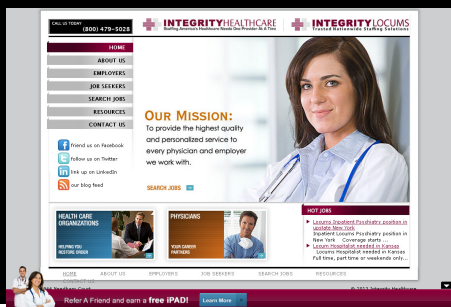 CALL US TODAY
(800) 479-5028
INTEGRITYHEALTHCARE
Staffing America's Healthcare Needs One Provider At A Time
INTEGRITYLOCUMS
Trusted Nationwide Staffing Solutions
HOME
ABOUT US
EMPLOYERS
JOB SEEKERS
SEARCH JOBS
RESOURCES
CONTACT US
friend us on Facebook
follow us on Twitter
link up on LinkedIn
our blog feed
OUR MISSION:
To provide the highest quality
and personalized service to
every physician and employer
we work with.
SEARCH JOBS
HEALTH CARE
ORGANIZATIONS
HELPING YOU
RESTORE ORDER
PHYSICIANS
YOUR CAREER
PARTNERS
HOT JOBS
Locums Inpatient Psychiatry position in
upstate New York
Inpatient Locums Psychiatry position in
New York Coverage starts ...
Locum Hospitalist needed in Kansas
Locums Hospitalist needed in Kansas
Full time, part time or weekends only...
HOME ABOUT US EMPLOYERS JOB SEEKERS SEARCH JOBS RESOURCES
CONTACT US
Refer A Friend and earn a free iPAD! Learn More